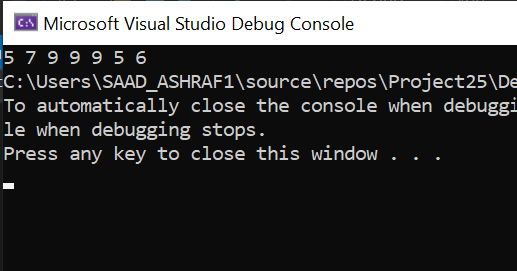 Microsoft Visual Studio Debug Console
5 7 9 9 9 5 6
C:\Users\SAAD_ASHRAF1\source\repos\Project25\De
To automatically close the console when debuggi
le when debugging stops.
Press any key to close this window . . .